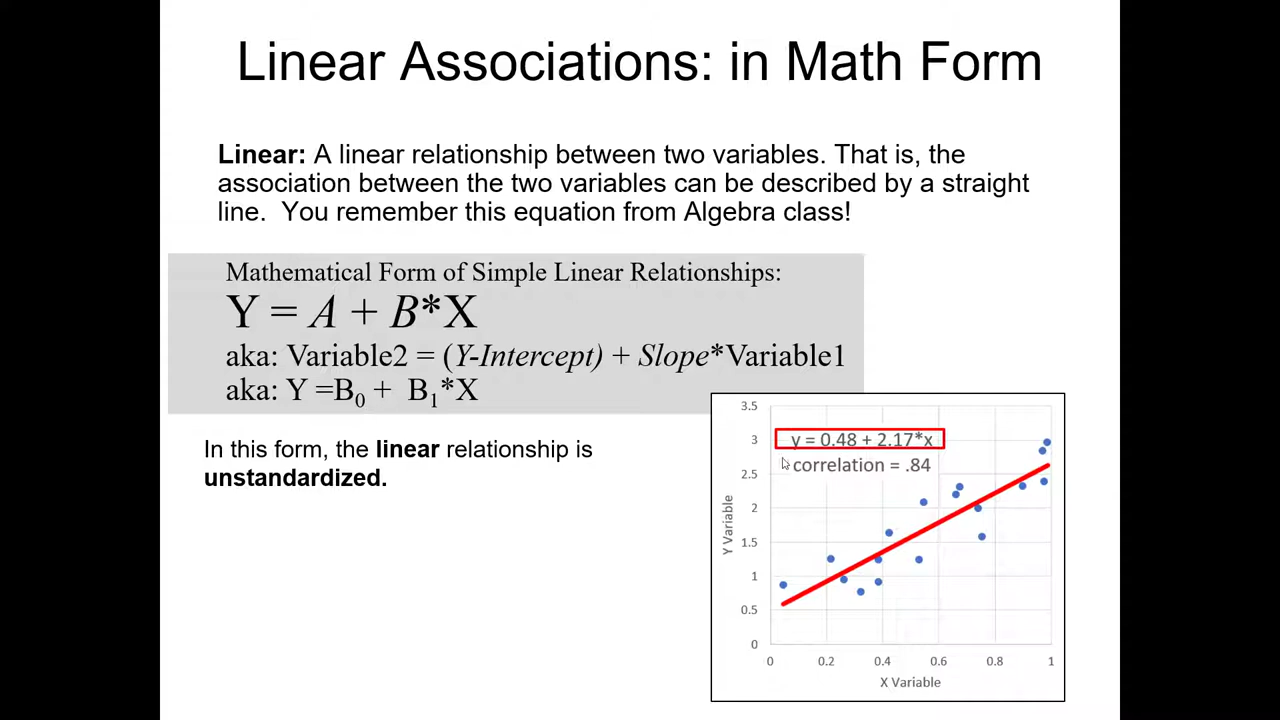 Linear Associations: in Math Form
Linear: A linear relationship between two variables. That is, the
association between the two variables can be described by a straight
line.  You remember this equation from Algebra class!
Mathematical Form of Simple Linear Relationships:
Y = A + B*X
aka: Variable2 = (Y-Intercept) + Slope*Variable1
aka: Y =B₀ + B₁*X
In this form, the linear relationship is
unstandardized.
3.5
3
2.5
2
1.5
1
0.5
0
y = 0.48 + 2.17*x
correlation = .84
Y Variable
0 0.2 0.4 0.6 0.8 1
X Variable